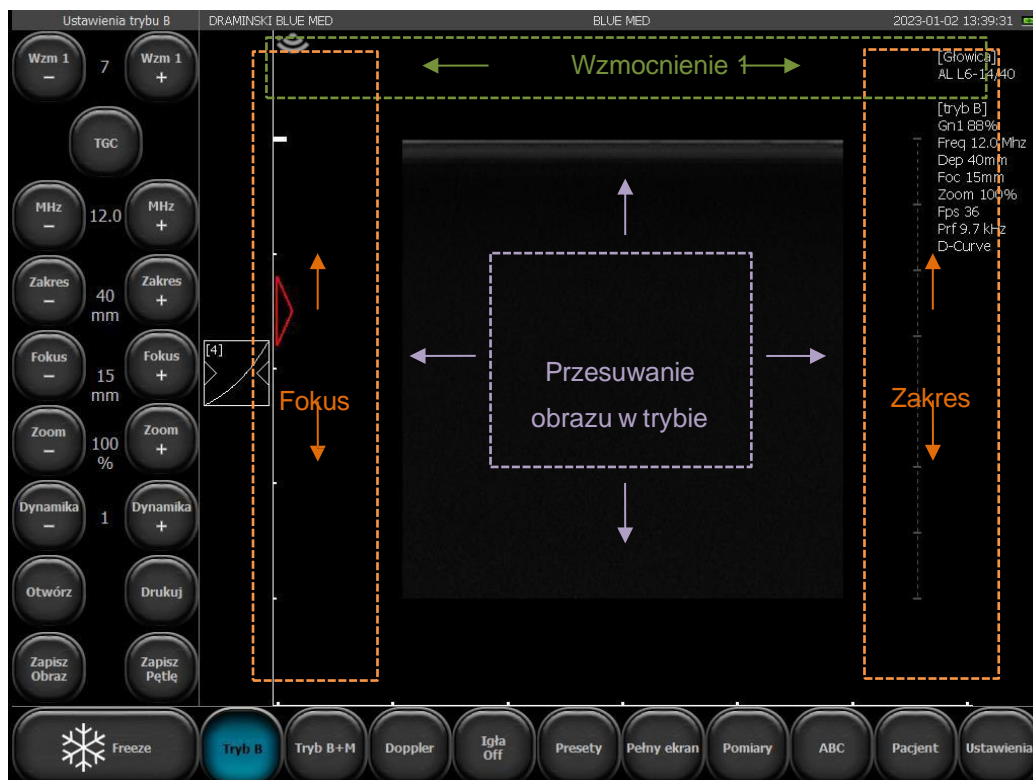 Ustawienia trybu B
DRAMINSKI BLUE MED
BLUE MED
2023-01-02 13:39:31
Wzm 1
−
7
Wzm 1
+
TGC
MHz
−
12.0
MHz
+
Zakres
−
40
mm
Zakres
+
Fokus
−
15
mm
Fokus
+
Zoom
−
100
%
Zoom
+
Dynamika
−
1
Dynamika
+
Otwórz
Drukuj
Zapisz
Obraz
Zapisz
Pętlę
Wzmocnienie 1
[Głowica]
AL L6-14/40
[tryb B]
Gn1 88%
Freq 12.0 Mhz
Dep 40mm
Foc 15mm
Zoom 100%
Fps 36
Prf 9.7 kHz
D-Curve
[4]
Fokus
Przesuwanie
obrazu w trybie
Zakres
Freeze
Tryb B
Tryb B+M
Doppler
Igła
Off
Presety
Pełny ekran
Pomiary
ABC
Pacjent
Ustawienia